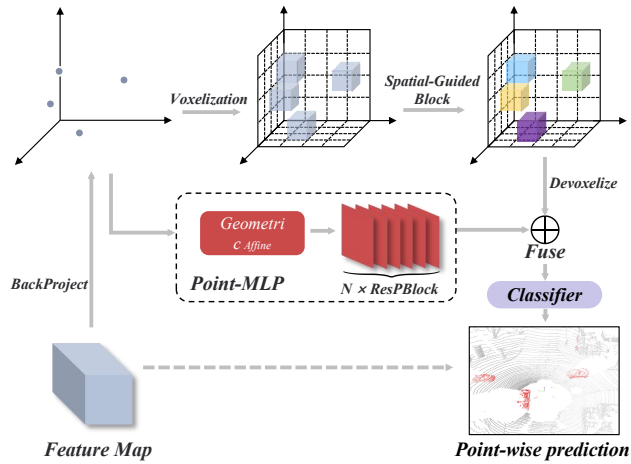 Voxelization
Spatial-Guided
Block
Devoxelize
Geometri
c Affine
Fuse
Point-MLP
N × ResPBlock
BackProject
Classifier
Feature Map
Point-wise prediction